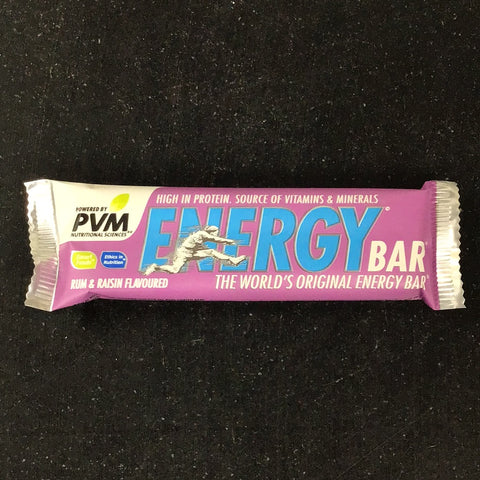 POWERED BY
PVM
NUTRITIONAL SCIENCES
HIGH IN PROTEIN. SOURCE OF VITAMINS & MINERALS
ENERGY
BAR
Ethics in
Nutrition
RUM & RAISIN FLAVOURED
THE WORLD'S ORIGINAL ENERGY BAR